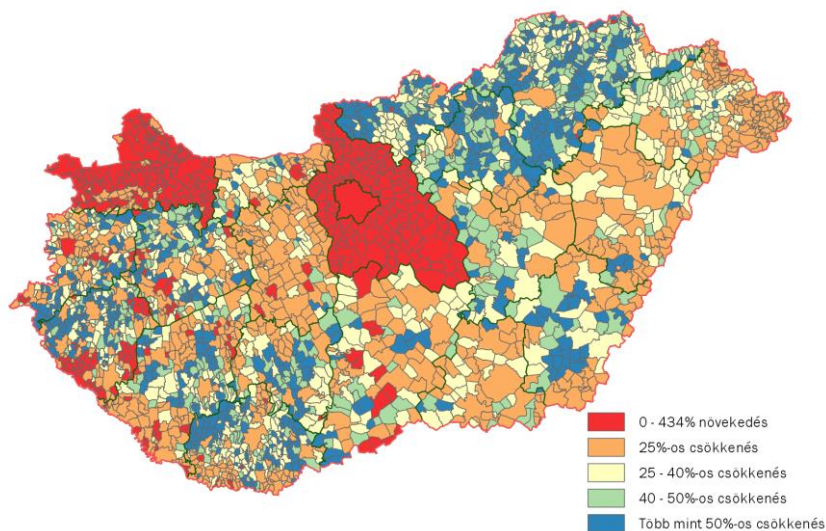 0 - 434% növekedés
25%-os csökkenés
25 - 40%-os csökkenés
40 - 50%-os csökkenés
Több mint 50%-os csökkenés